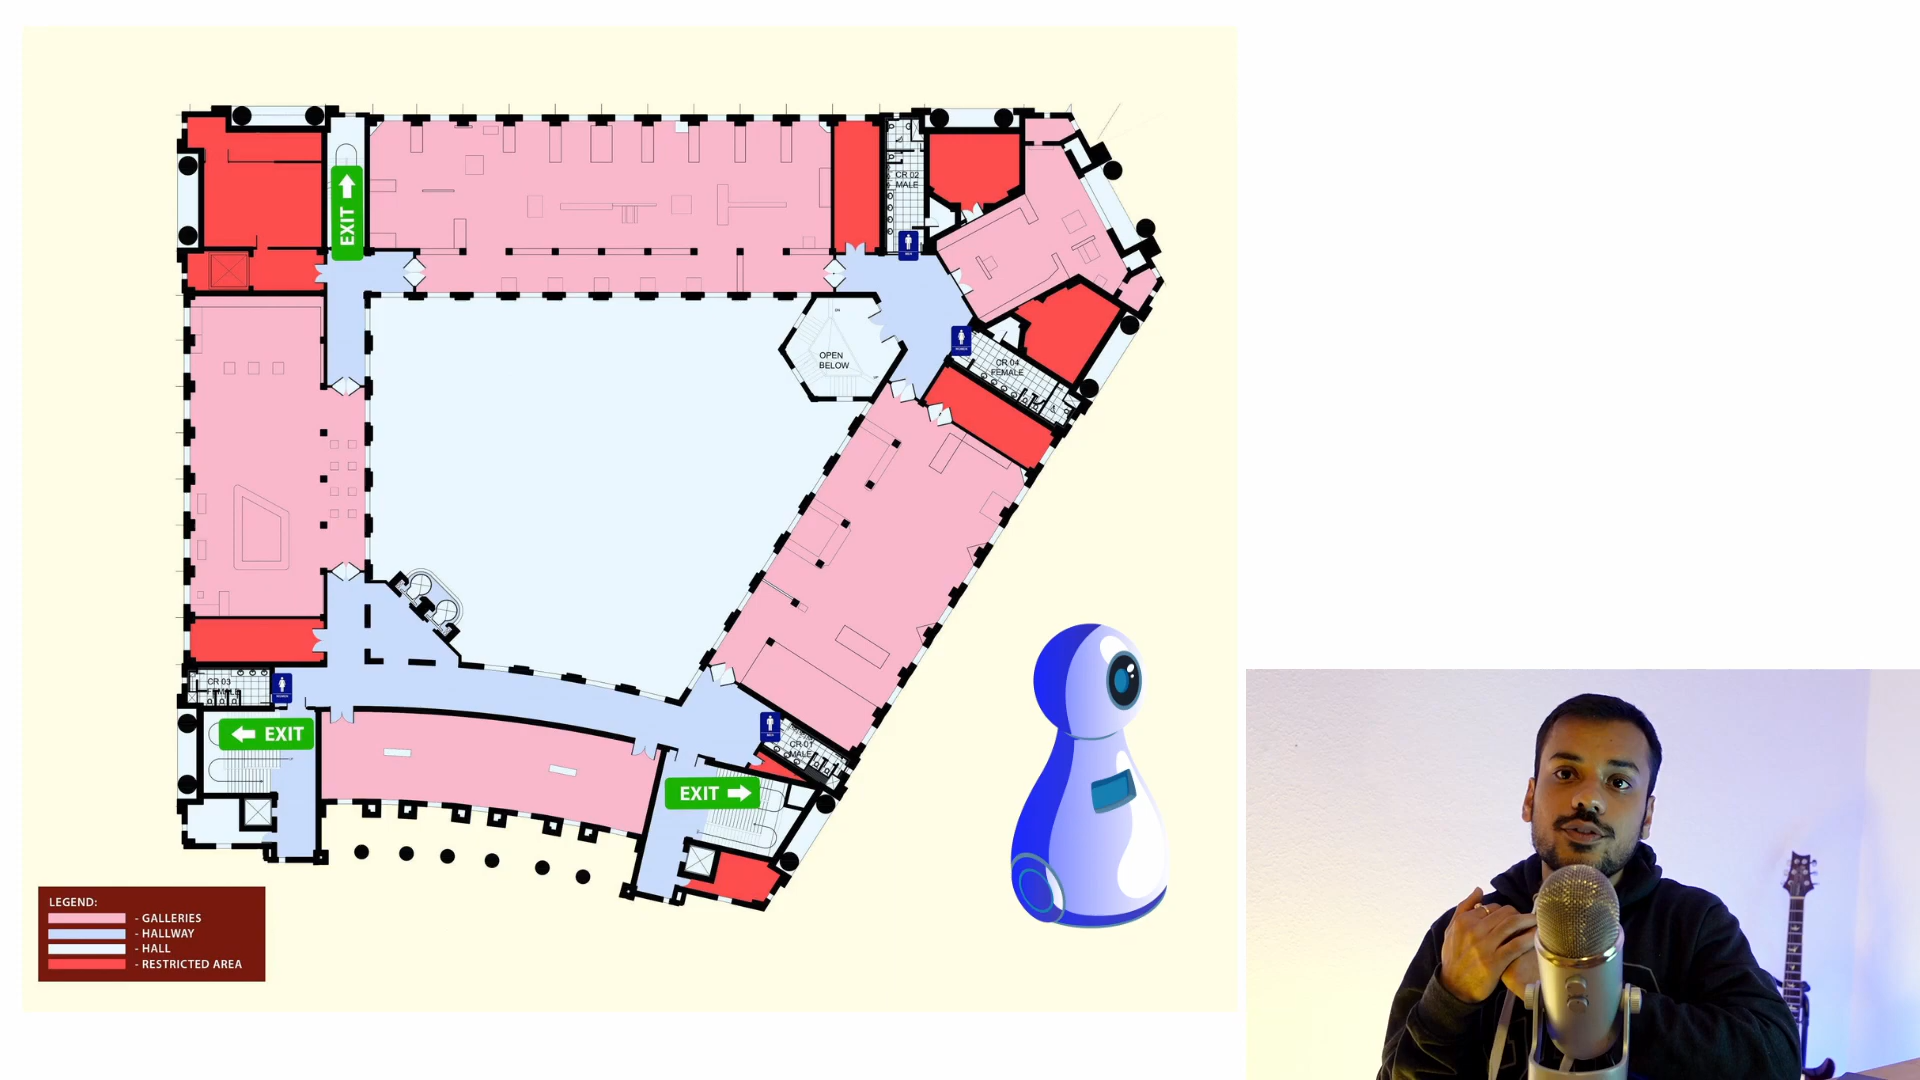 EXIT
CR 02
MALE
OPEN
BELOW
CR 04
FEMALE
CR 03
FEMALE
EXIT
CR 01
MALE
EXIT
LEGEND:
- GALLERIES
- HALLWAY
- HALL
- RESTRICTED AREA